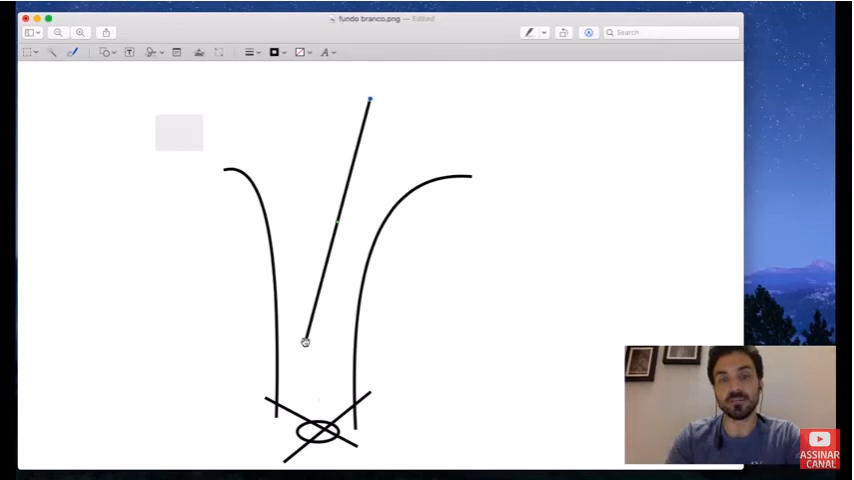 fundo branco.png — Edited
Search
A
T
ASSINAR
CANAL